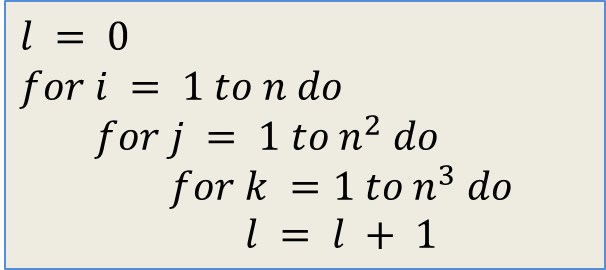 l = 0
for i = 1 to n do
for j = 1 to n² do
for k = 1 to n³ do
l = l + 1